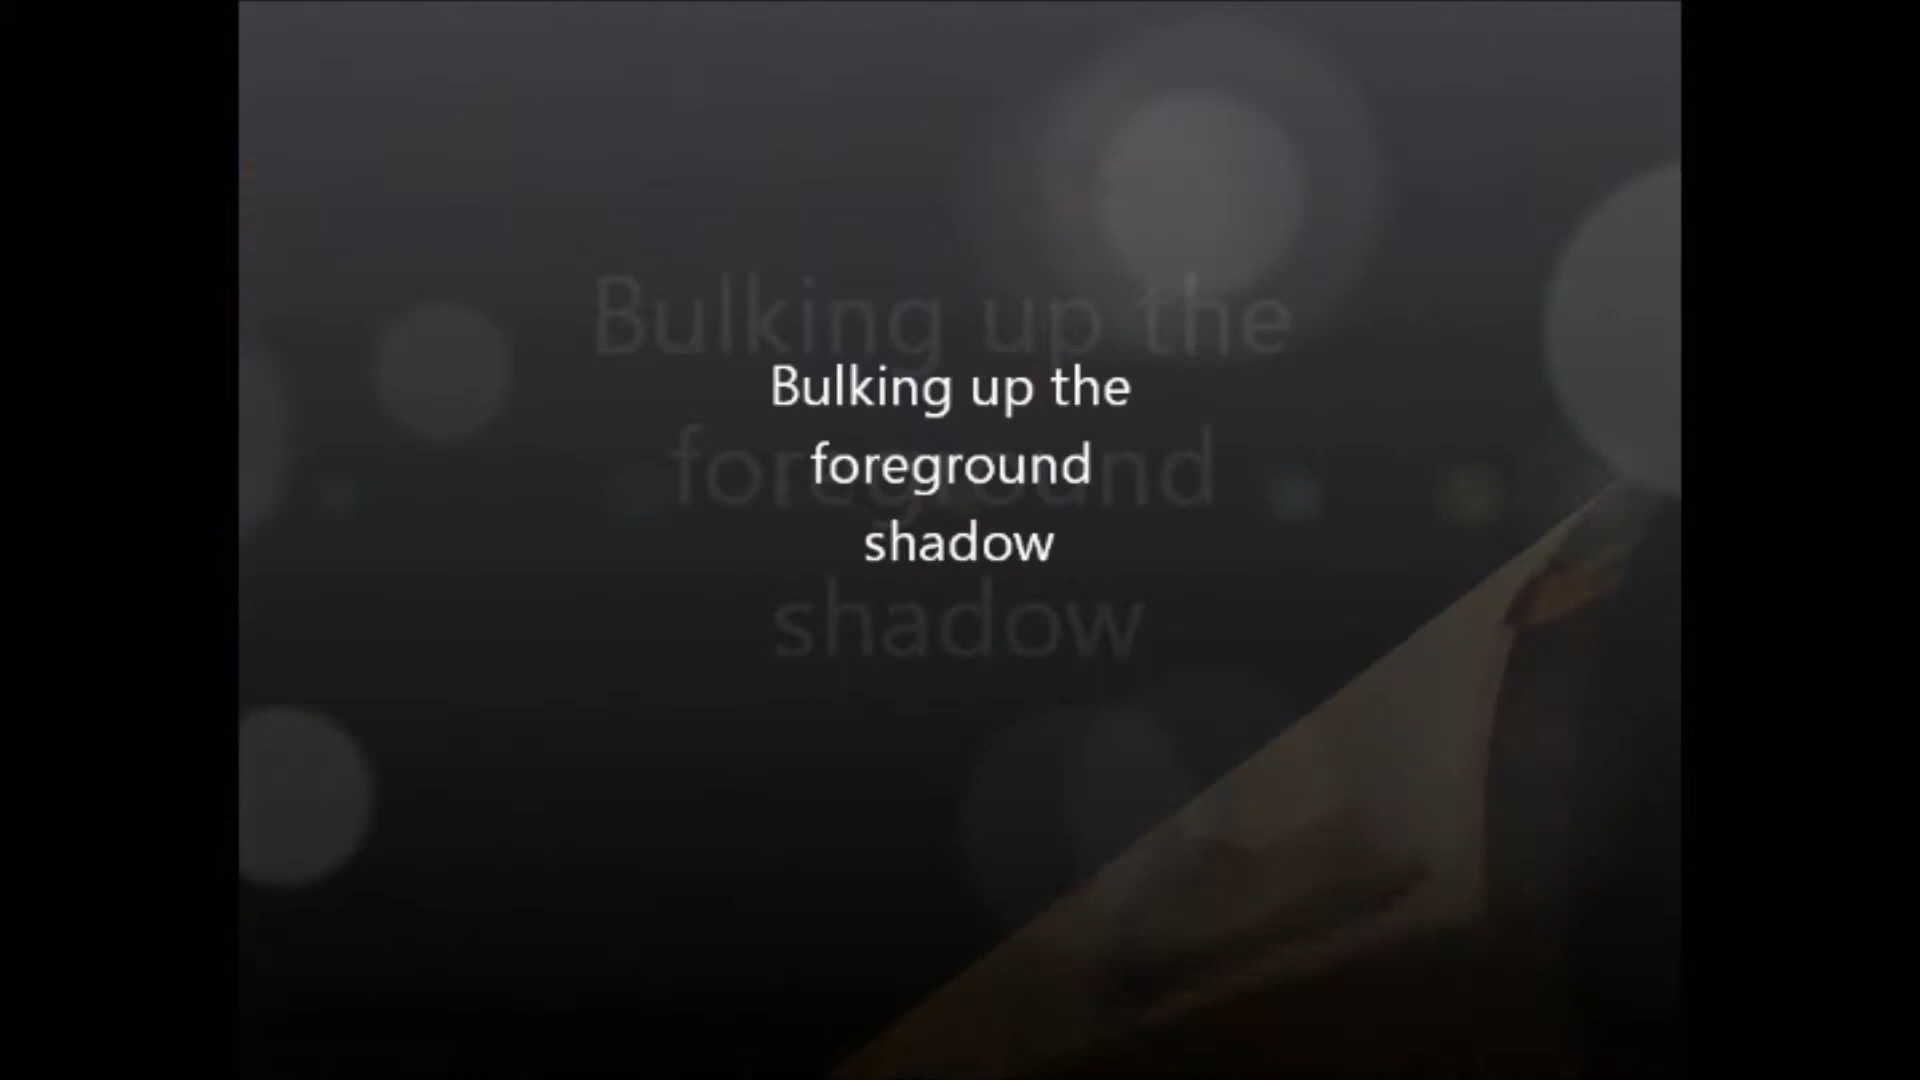 Bulking up the
foreground
shadow
Bulking up the
foreground
shadow